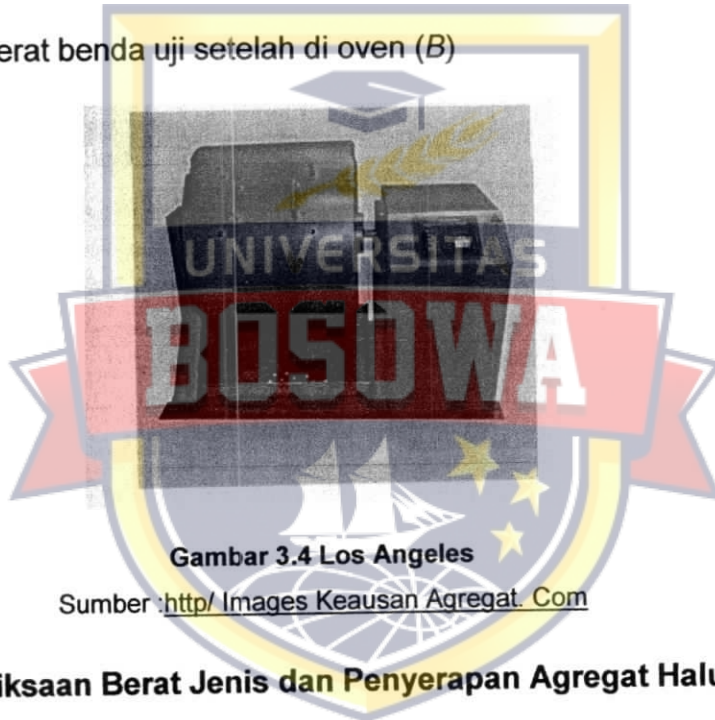 erat benda uji setelah di oven (B)
UNIVERSITAS
BOSOWA
Gambar 3.4 Los Angeles
Sumber :http/ Images Keausan Agregat. Com
iksaan Berat Jenis dan Penyerapan Agregat Halu